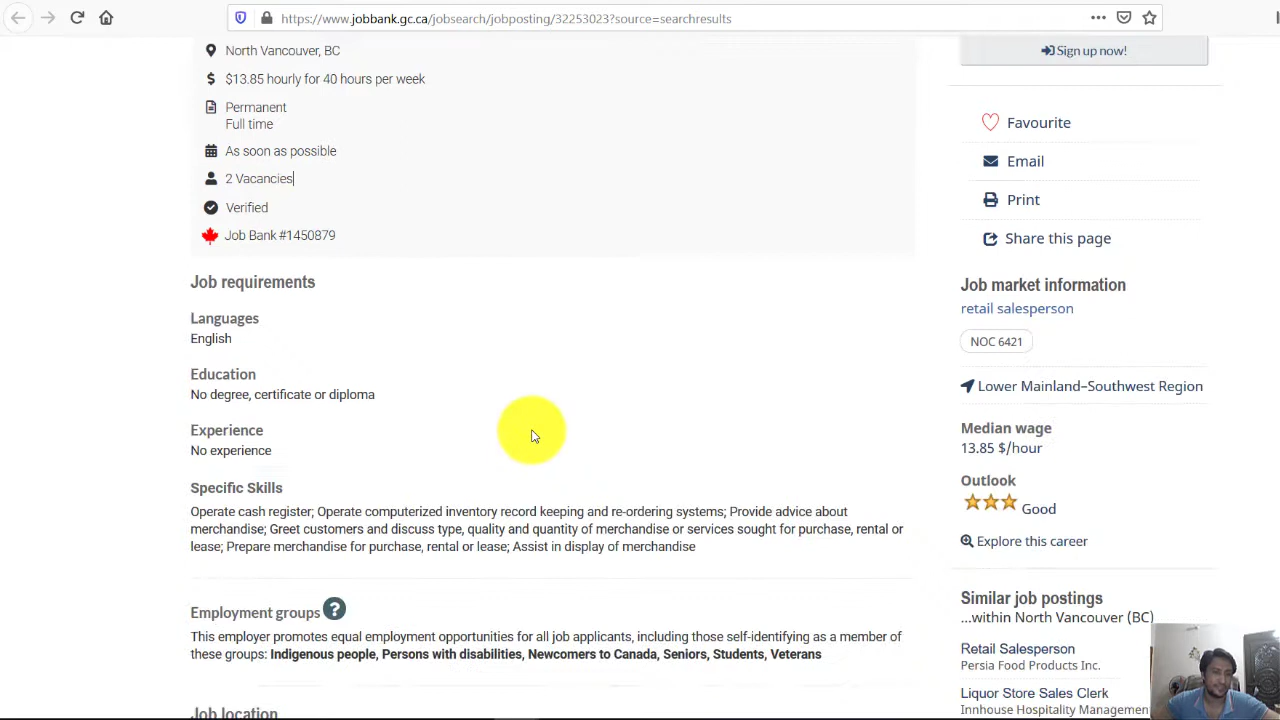 https://www.jobbank.gc.ca/jobsearch/jobposting/32253023?source=searchresults
North Vancouver, BC
$13.85 hourly for 40 hours per week
Permanent
Full time
As soon as possible
2 Vacancies
Verified
Job Bank #1450879
Job requirements
Languages
English
Education
No degree, certificate or diploma
Experience
No experience
Specific Skills
Operate cash register; Operate computerized inventory record keeping and re-ordering systems; Provide advice about
merchandise; Greet customers and discuss type, quality and quantity of merchandise or services sought for purchase, rental or
lease; Prepare merchandise for purchase, rental or lease; Assist in display of merchandise
Employment groups ?
This employer promotes equal employment opportunities for all job applicants, including those self-identifying as a member of
these groups: Indigenous people, Persons with disabilities, Newcomers to Canada, Seniors, Students, Veterans
Job location
Sign up now!
Favourite
Email
Print
Share this page
Job market information
retail salesperson
NOC 6421
Lower Mainland–Southwest Region
Median wage
13.85 $/hour
Outlook
Good
Explore this career
Similar job postings
...within North Vancouver (BC)
Retail Salesperson
Persia Food Products Inc.
Liquor Store Sales Clerk
Innhouse Hospitality Managemen